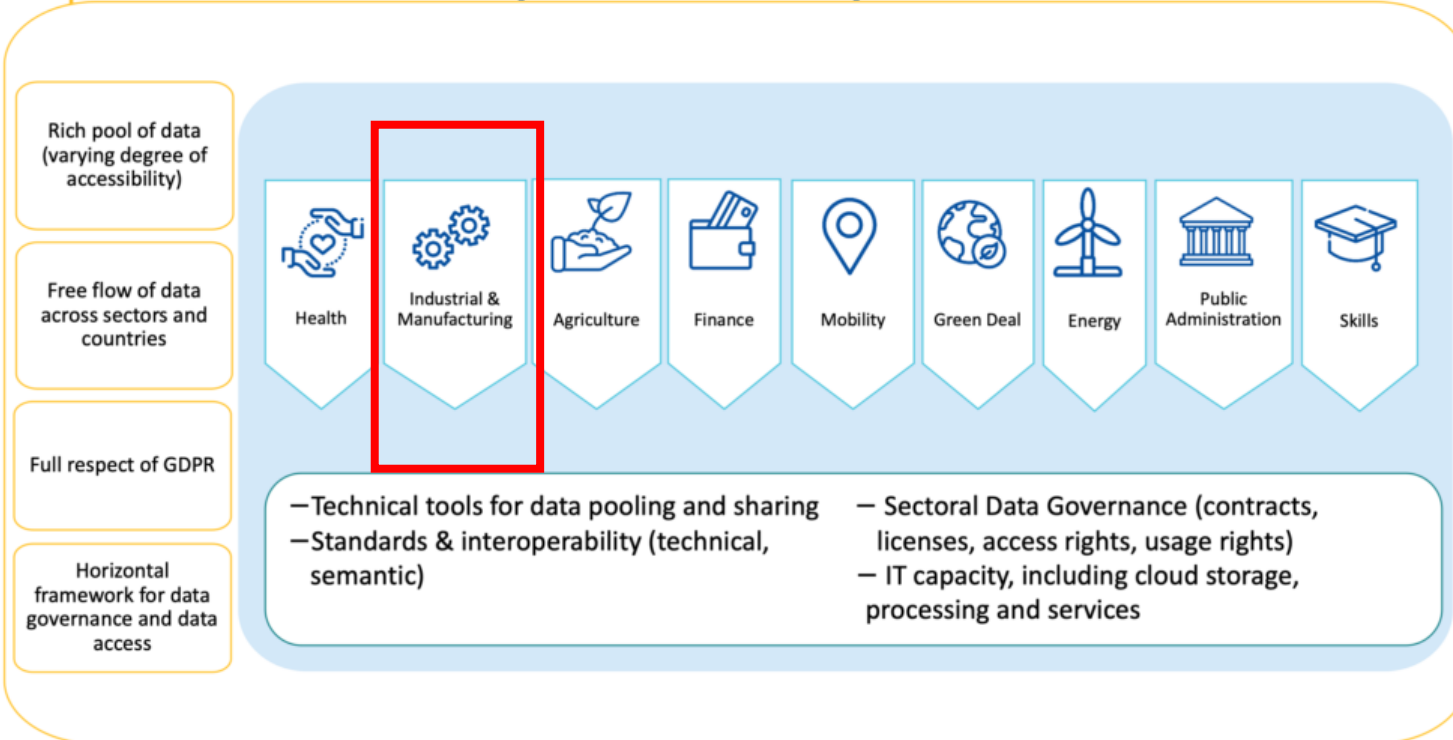 Rich pool of data
(varying degree of
accessibility)
Free flow of data
across sectors and
countries
Full respect of GDPR
Horizontal
framework for data
governance and data
access
Health
Industrial &
Manufacturing
Agriculture
Finance
Mobility
Green Deal
Energy
Public
Administration
Skills
—Technical tools for data pooling and sharing
—Standards & interoperability (technical,
semantic)
— Sectoral Data Governance (contracts,
licenses, access rights, usage rights)
— IT capacity, including cloud storage,
processing and services